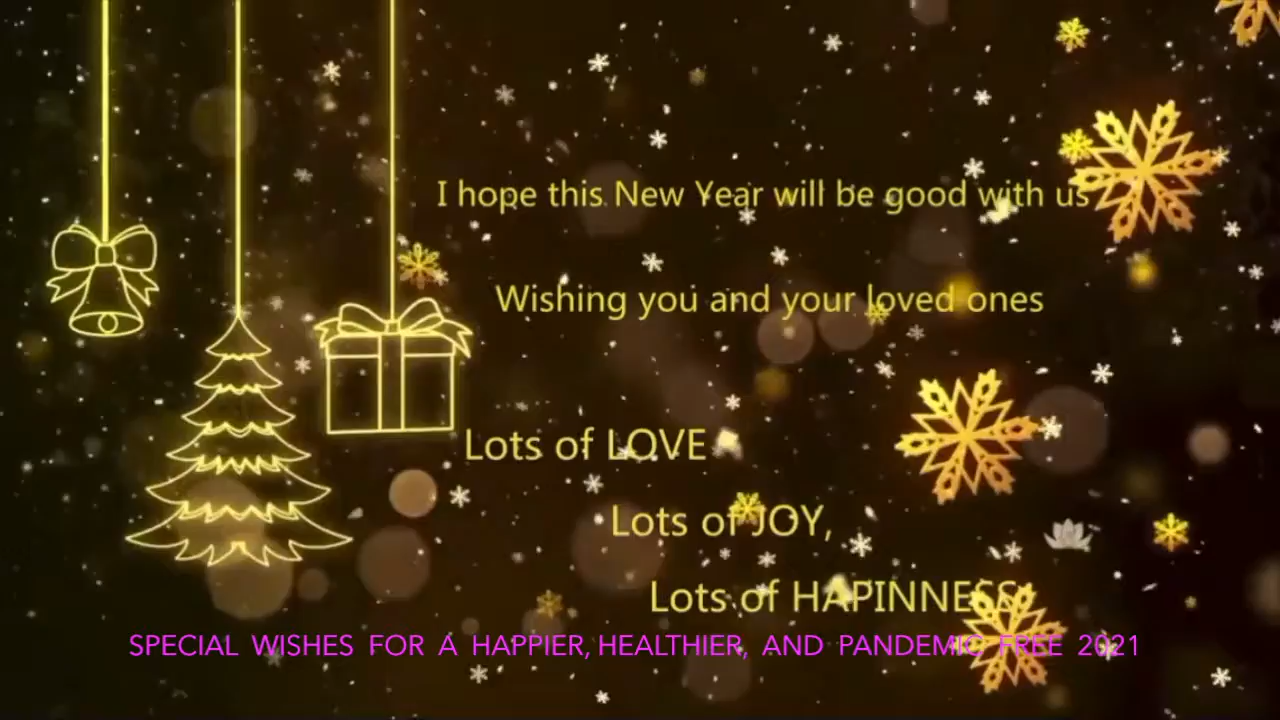 I hope this New Year will be good with us
Wishing you and your loved ones
Lots of LOVE
Lots of JOY,
Lots of HAPINNESS,
SPECIAL WISHES FOR A HAPPIER, HEALTHIER, AND PANDEMIC FREE 2021